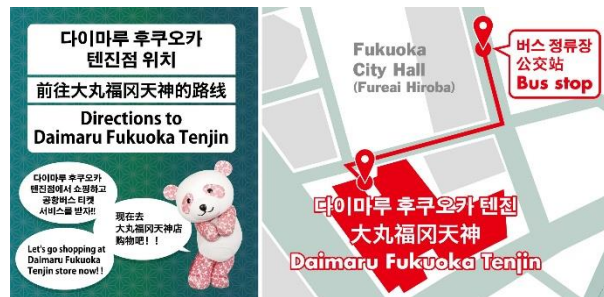 다이마루 후쿠오카
텐진점 위치
前往大丸福冈天神的路线
Directions to
Daimaru Fukuoka Tenjin
다이마루 후쿠오카
텐진점에서 쇼핑하고
공항버스 티켓
서비스를 받자!!
现在去
大丸福冈天神店
购物吧！！
Let's go shopping at
Daimaru Fukuoka
Tenjin store now!!
Fukuoka
City Hall
(Fureai Hiroba)
버스 정류장
公交站
Bus stop
다이마루 후쿠오카 텐진
大丸福冈天神
Daimaru Fukuoka Tenjin